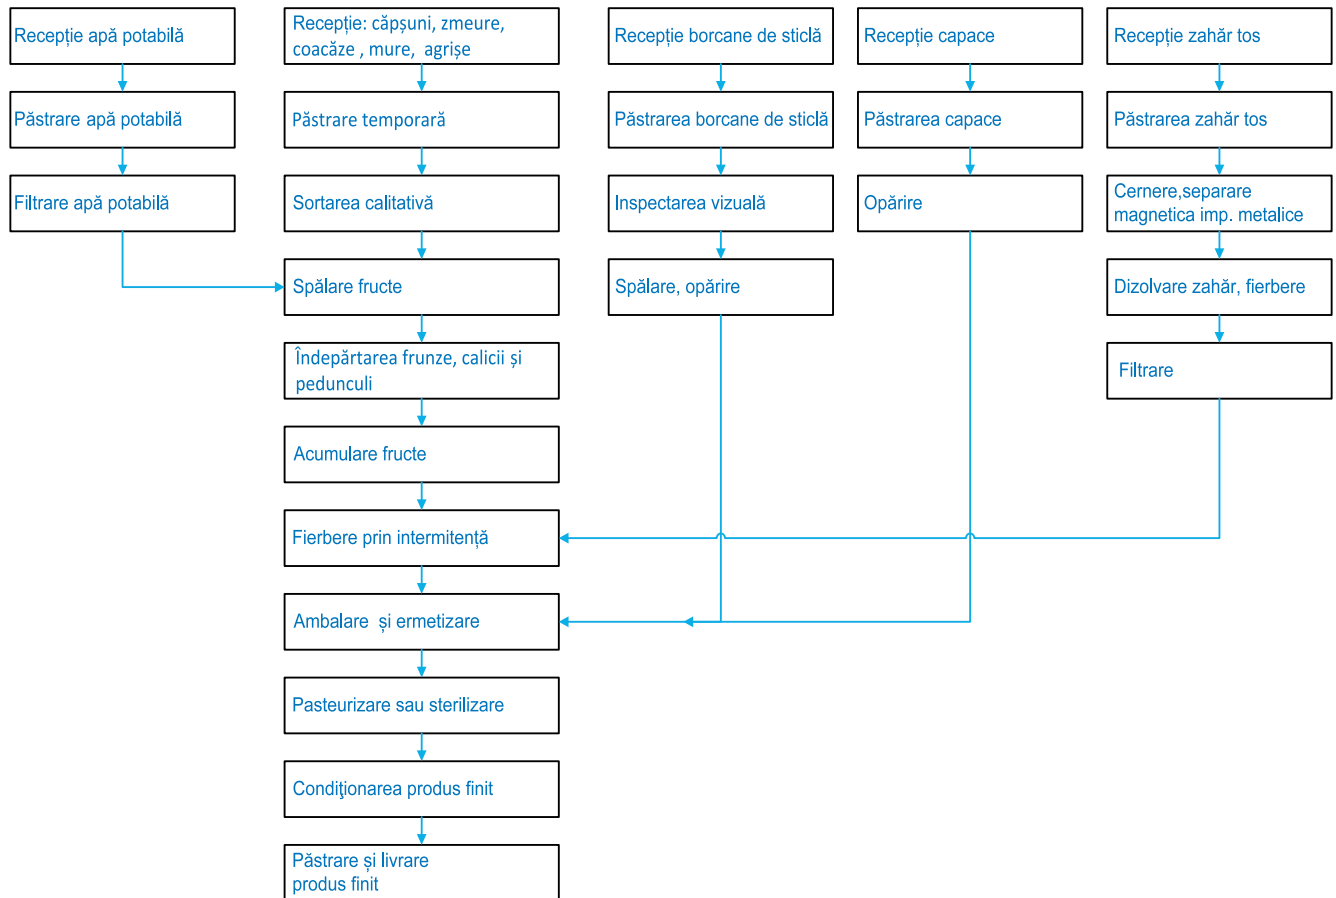 Recepție apă potabilă
Recepție: căpșuni, zmeure,
coacăze , mure, agrișe
Recepție borcane de sticlă
Recepție capace
Recepție zahăr tos
Păstrare apă potabilă
Păstrare temporară
Păstrarea borcane de sticlă
Păstrarea capace
Păstrarea zahăr tos
Filtrare apă potabilă
Sortarea calitativă
Inspectarea vizuală
Opărire
Cernere,separare
magnetica imp. metalice
Spălare fructe
Spălare, opărire
Dizolvare zahăr, fierbere
Îndepărtarea frunze, calicii și
pedunculi
Filtrare
Acumulare fructe
Fierbere prin intermitență
Ambalare și ermetizare
Pasteurizare sau sterilizare
Condiţionarea produs finit
Păstrare și livrare
produs finit